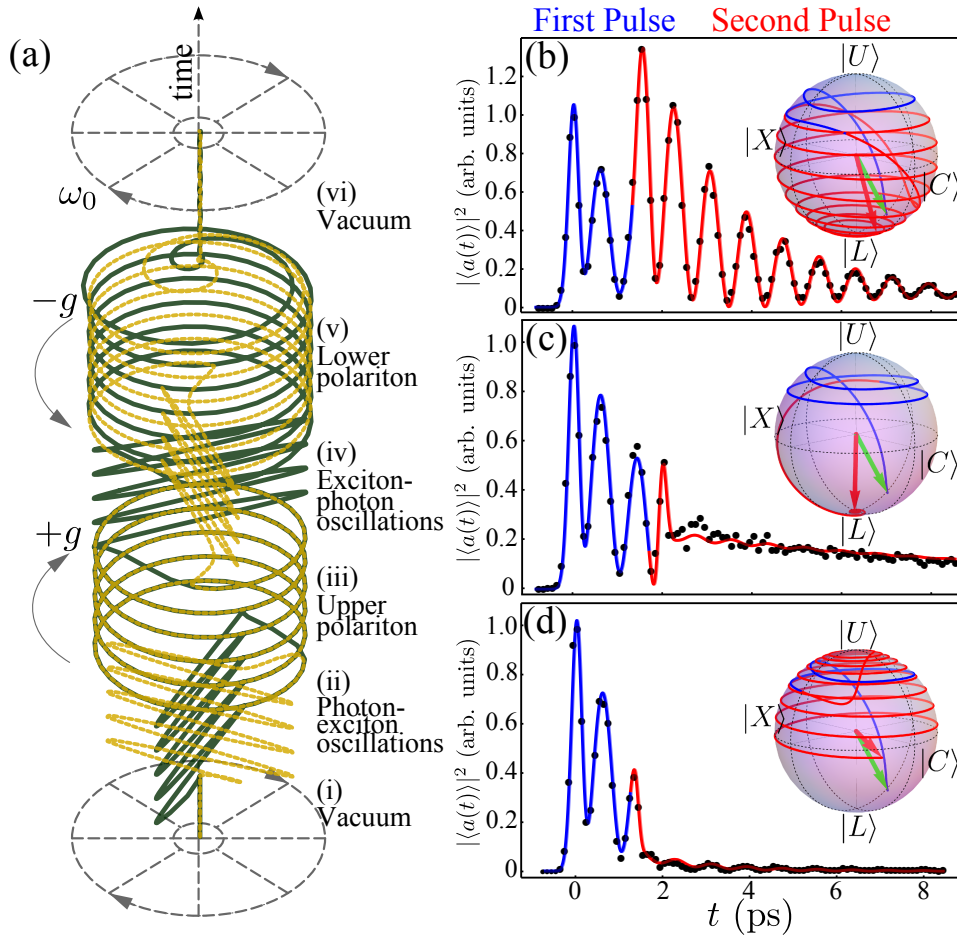 (a)
time
ω₀
(vi)
Vacuum
−g
(v)
Lower
polariton
(iv)
Exciton-
photon
oscillations
+g
(iii)
Upper
polariton
(ii)
Photon-
exciton
oscillations
(i)
Vacuum
First Pulse Second Pulse
(b)
|⟨a(t)⟩|² (arb. units)
1.2
1.0
0.8
0.6
0.4
0.2
0
|U⟩
|X⟩
|C⟩
|L⟩
(c)
|⟨a(t)⟩|² (arb. units)
1.0
0.8
0.6
0.4
0.2
0
|U⟩
|X⟩
|C⟩
|L⟩
(d)
|⟨a(t)⟩|² (arb. units)
1.0
0.8
0.6
0.4
0.2
0
|U⟩
|X⟩
|C⟩
|L⟩
0 2 4 6 8
t (ps)